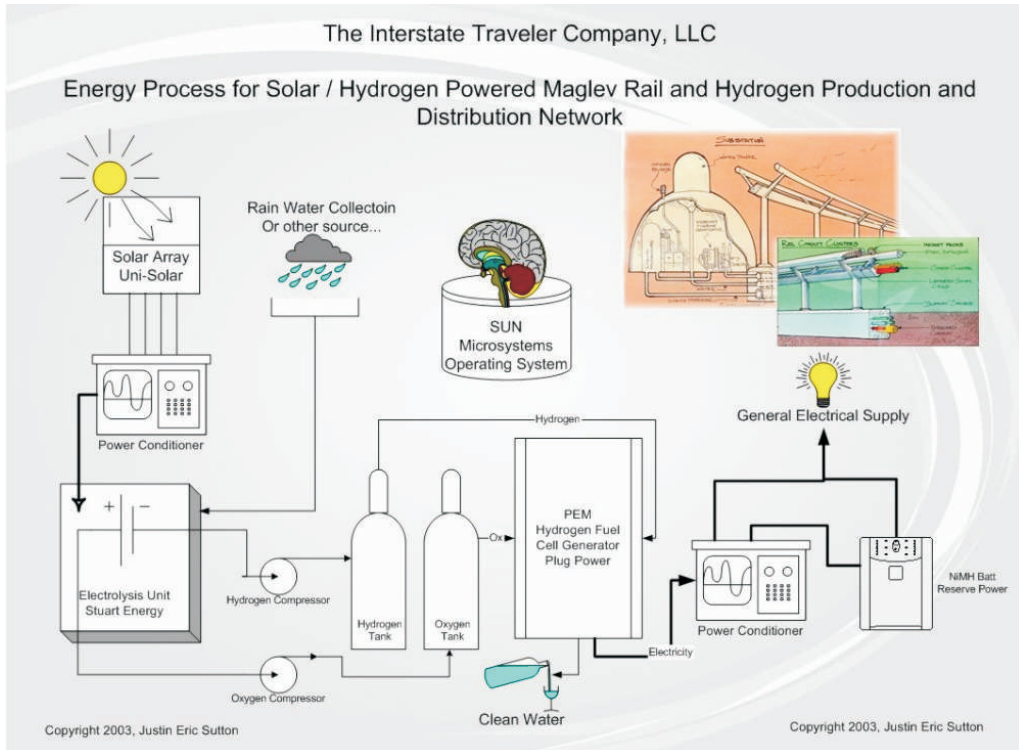 The Interstate Traveler Company, LLC
Energy Process for Solar / Hydrogen Powered Maglev Rail and Hydrogen Production and
Distribution Network
Rain Water Collectoin
Or other source...
Solar Array
Uni-Solar
SUN
Microsystems
Operating System
SUBSTATION
RAIL CONDUIT CLUSTERS
Power Conditioner
General Electrical Supply
Hydrogen
+ −
Electrolysis Unit
Stuart Energy
Hydrogen Compressor
Hydrogen
Tank
Oxygen
Tank
Ox
PEM
Hydrogen Fuel
Cell Generator
Plug Power
Power Conditioner
NiMH Batt
Reserve Power
Electricity
Oxygen Compressor
Clean Water
Copyright 2003, Justin Eric Sutton
Copyright 2003, Justin Eric Sutton